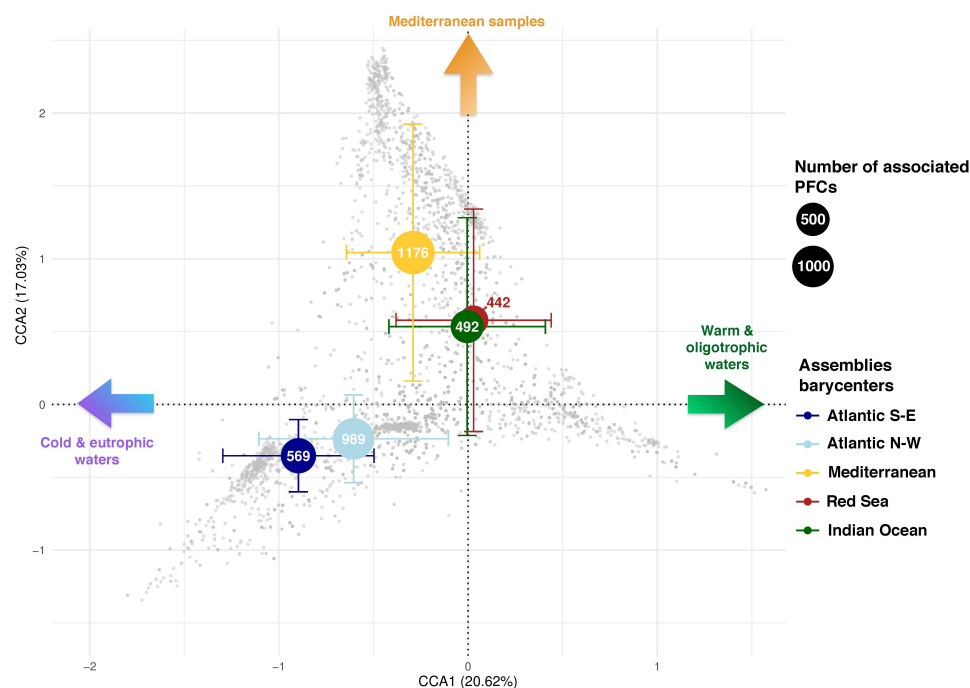 Mediterranean samples
2
1
0
−1
CCA2 (17.03%)
−2
−1
0
1
CCA1 (20.62%)
1176
442
492
989
569
Cold & eutrophic
waters
Warm &
oligotrophic
waters
Number of associated
PFCs
500
1000
Assemblies
barycenters
Atlantic S-E
Atlantic N-W
Mediterranean
Red Sea
Indian Ocean